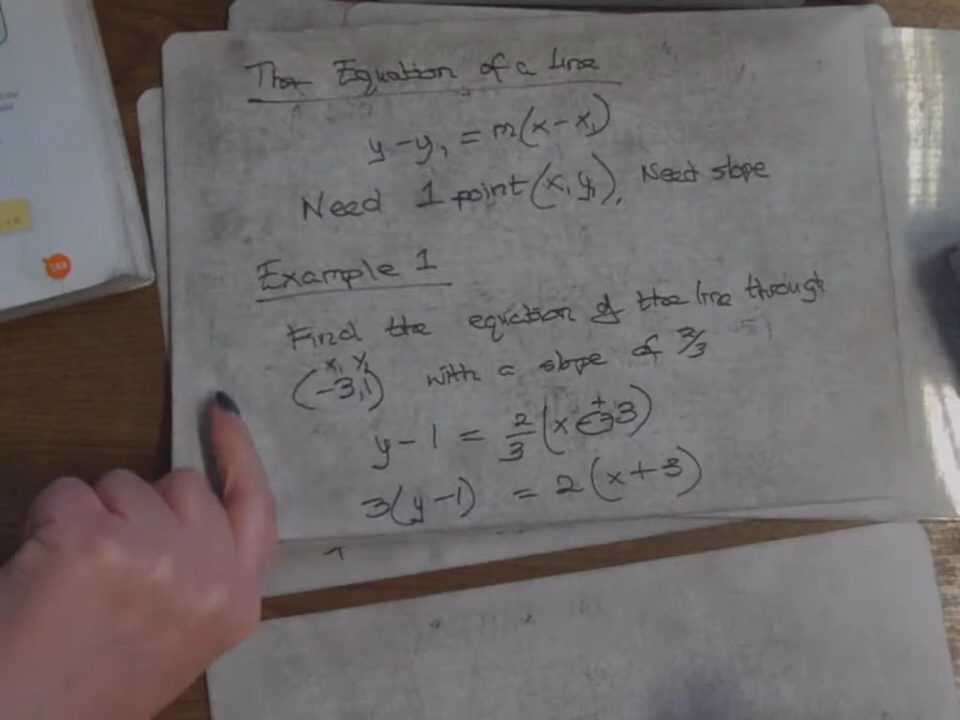 The Equation of a line
y - y₁ = m(x - x₁)
Need 1 point (x₁ y₁), Need slope
Example 1
Find the equation of the line through
x₁ y₁
(-3, 1) with a slope of 2/3
y - 1 = 2/3 (x + 3)
3(y - 1) = 2(x + 3)